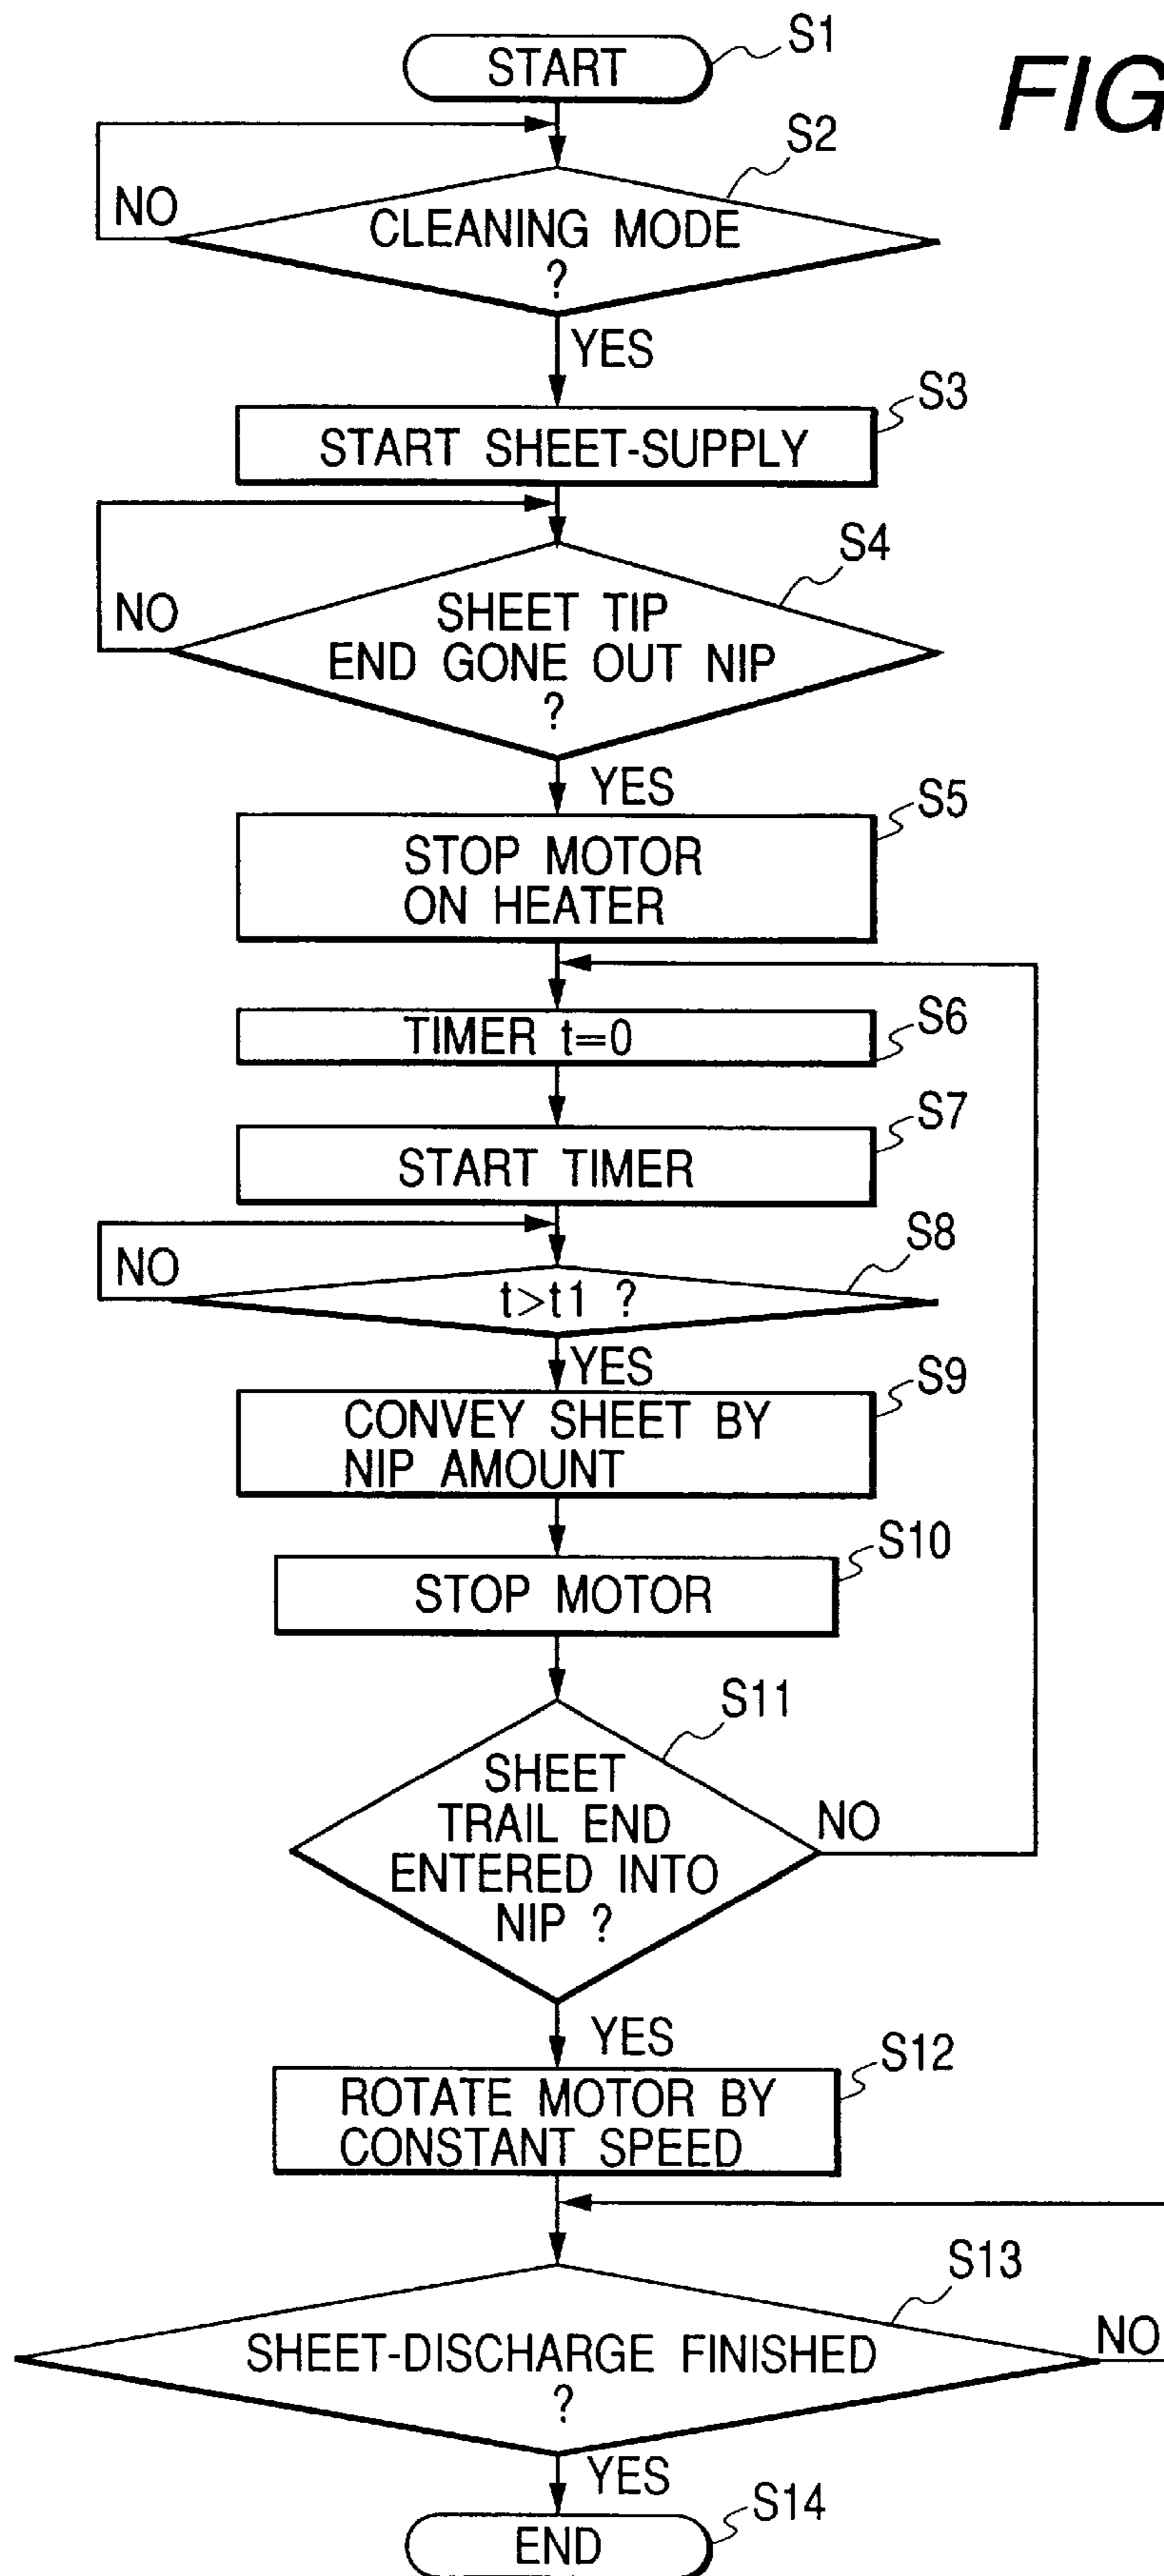 START
S1
FIG
CLEANING MODE
?
S2
NO
YES
START SHEET-SUPPLY
S3
SHEET TIP
END GONE OUT NIP
?
S4
NO
YES
STOP MOTOR
ON HEATER
S5
TIMER t=0
S6
START TIMER
S7
t>t1 ?
S8
NO
YES
CONVEY SHEET BY
NIP AMOUNT
S9
STOP MOTOR
S10
SHEET
TRAIL END
ENTERED INTO
NIP ?
S11
NO
YES
ROTATE MOTOR BY
CONSTANT SPEED
S12
SHEET-DISCHARGE FINISHED
?
S13
NO
YES
END
S14